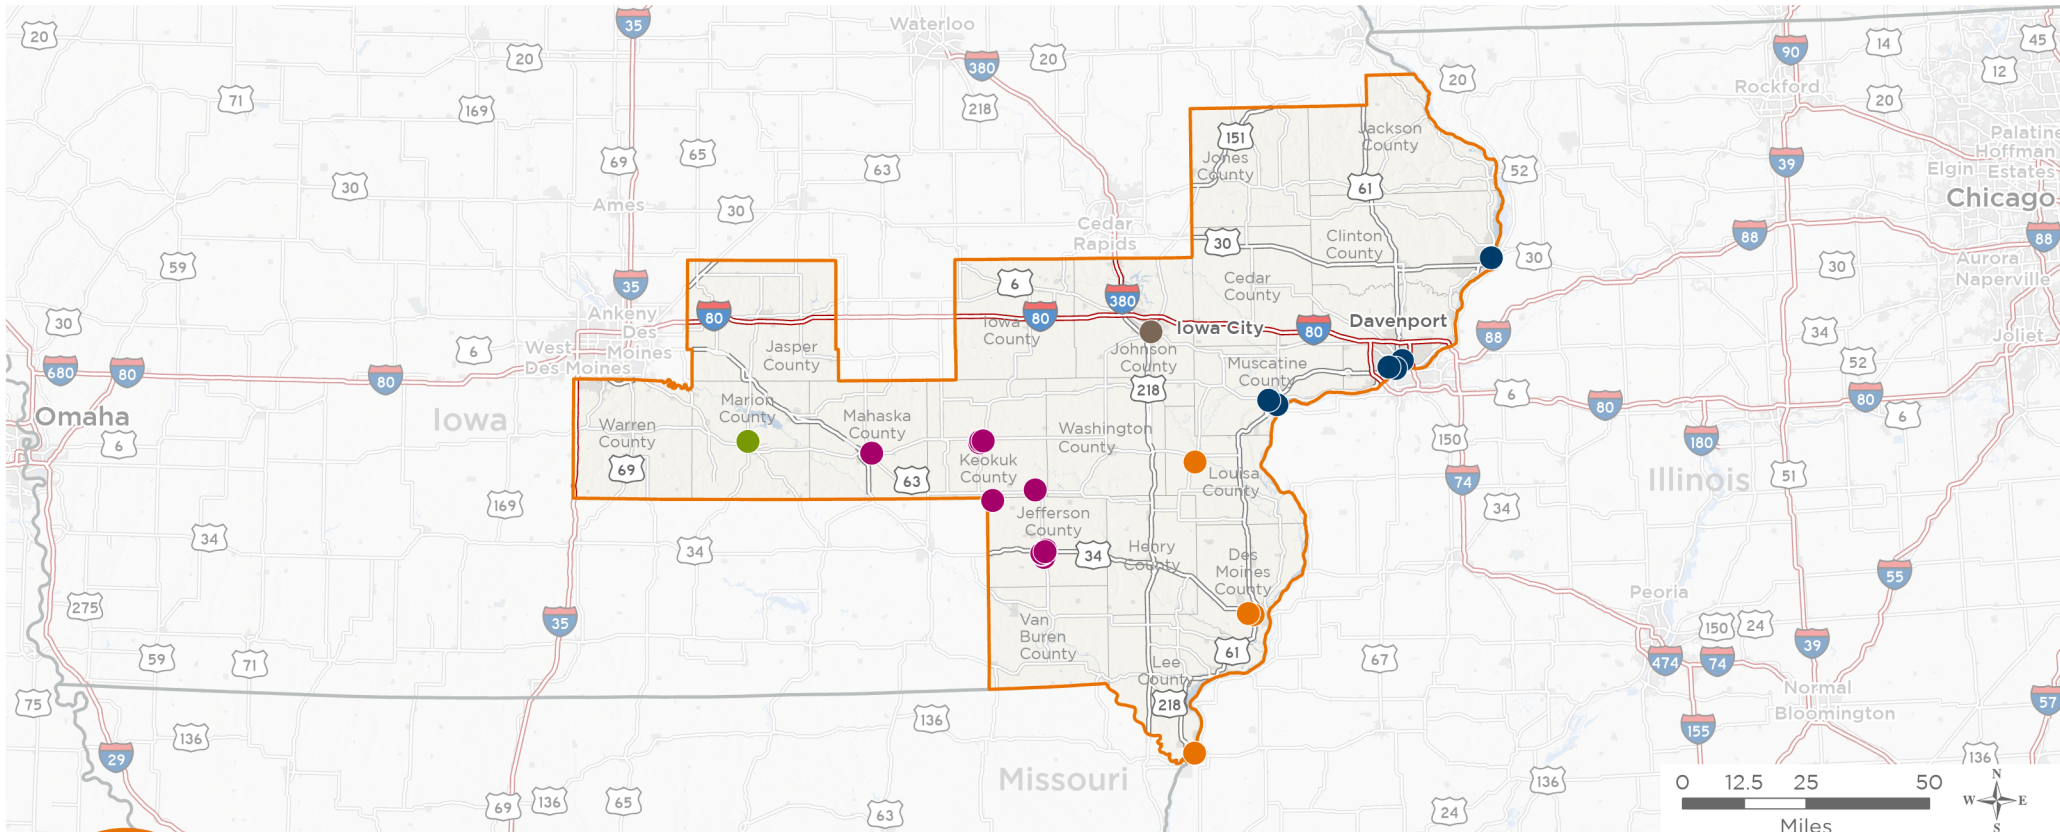 35
20
Waterloo
20
20
380
90
14
45
12
20
71
169
218
20
Rockford
151
Jackson
County
Palatine
Hoffman
Estates
Elgin
69
65
63
Jones
County
52
39
30
61
Chicago
Ames
30
Cedar
Rapids
30
Clinton
County
88
88
59
30
30
Aurora
Naperville
35
6
Cedar
County
380
Ankeny
80
80
Iowa City
80
Davenport
30
88
34
Joliet
Des
Moines
West
Des Moines
6
Iowa
County
Jasper
County
Johnson
County
Muscatine
County
52
680
80
80
218
6
80
80
6
Omaha
Iowa
Marion
County
Mahaska
County
Warren
County
Washington
County
6
150
180
69
63
Keokuk
County
Louisa
County
74
Illinois
51
169
34
34
Jefferson
County
34
34
Henry
County
Des
Moines
County
55
275
35
Peoria
Van
Buren
County
150
24
59
71
61
67
39
474
74
Lee
County
75
136
218
Normal
Bloomington
57
136
155
29
Missouri
136
136
69
136
65
63
24
0
12.5
25
50
Miles
N
W
E
S